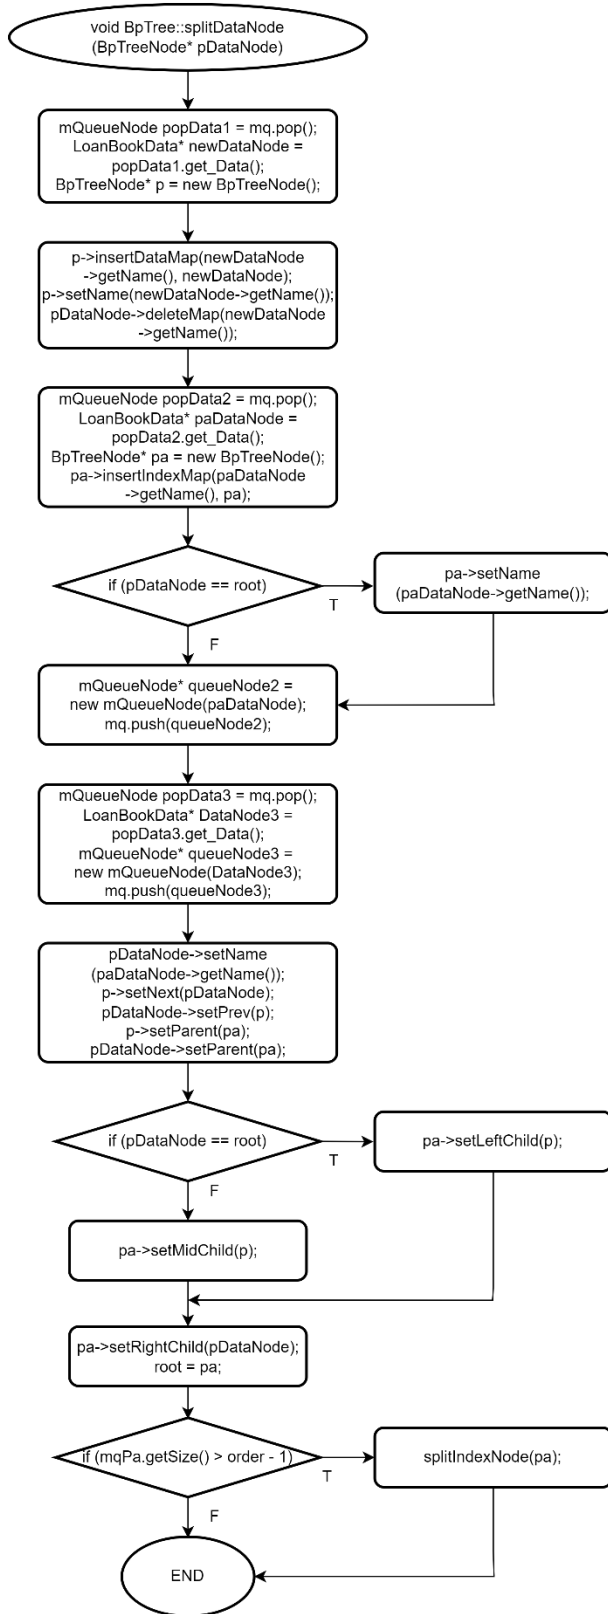 void BpTree::splitDataNode
(BpTreeNode* pDataNode)
mQueueNode popData1 = mq.pop();
LoanBookData* newDataNode =
popData1.get_Data();
BpTreeNode* p = new BpTreeNode();
p->insertDataMap(newDataNode
->getName(), newDataNode);
p->setName(newDataNode->getName());
pDataNode->deleteMap(newDataNode
->getName());
mQueueNode popData2 = mq.pop();
LoanBookData* paDataNode =
popData2.get_Data();
BpTreeNode* pa = new BpTreeNode();
pa->insertIndexMap(paDataNode
->getName(), pa);
if (pDataNode == root)
T
pa->setName
(paDataNode->getName());
F
mQueueNode* queueNode2 =
new mQueueNode(paDataNode);
mq.push(queueNode2);
mQueueNode popData3 = mq.pop();
LoanBookData* DataNode3 =
popData3.get_Data();
mQueueNode* queueNode3 =
new mQueueNode(DataNode3);
mq.push(queueNode3);
pDataNode->setName
(paDataNode->getName());
p->setNext(pDataNode);
pDataNode->setPrev(p);
p->setParent(pa);
pDataNode->setParent(pa);
if (pDataNode == root)
T
pa->setLeftChild(p);
F
pa->setMidChild(p);
pa->setRightChild(pDataNode);
root = pa;
if (mqPa.getSize() > order - 1)
T
splitIndexNode(pa);
F
END